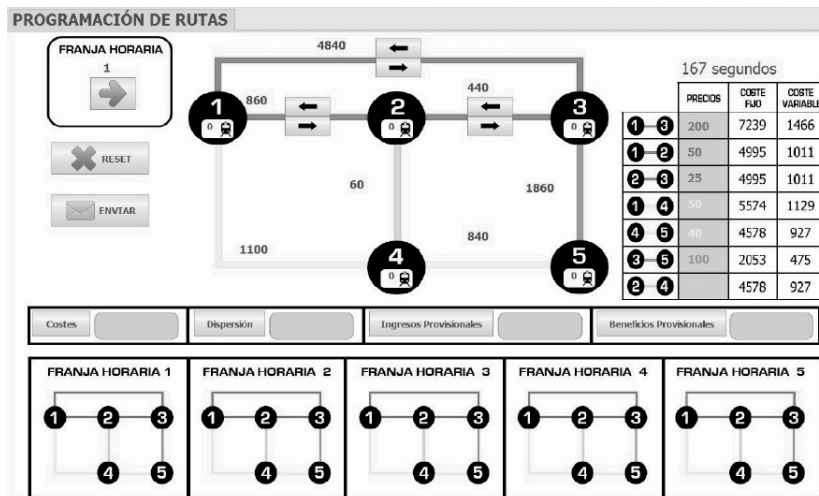 PROGRAMACIÓN DE RUTAS
FRANJA HORARIA
1
RESET
ENVIAR
4840
860
440
60
1860
1100
840
1
0
2
0
3
0
4
0
5
0
167 segundos
PRECIOS COSTE FIJO COSTE VARIABLE
1 3 200 7239 1466
1 2 50 4995 1011
2 3 25 4995 1011
1 4 50 5574 1129
4 5 40 4578 927
3 5 100 2053 475
2 4 4578 927
Costes Dispersión Ingresos Provisionales Beneficios Provisionales
FRANJA HORARIA 1 FRANJA HORARIA 2 FRANJA HORARIA 3 FRANJA HORARIA 4 FRANJA HORARIA 5
1 2 3 1 2 3 1 2 3 1 2 3 1 2 3
4 5 4 5 4 5 4 5 4 5